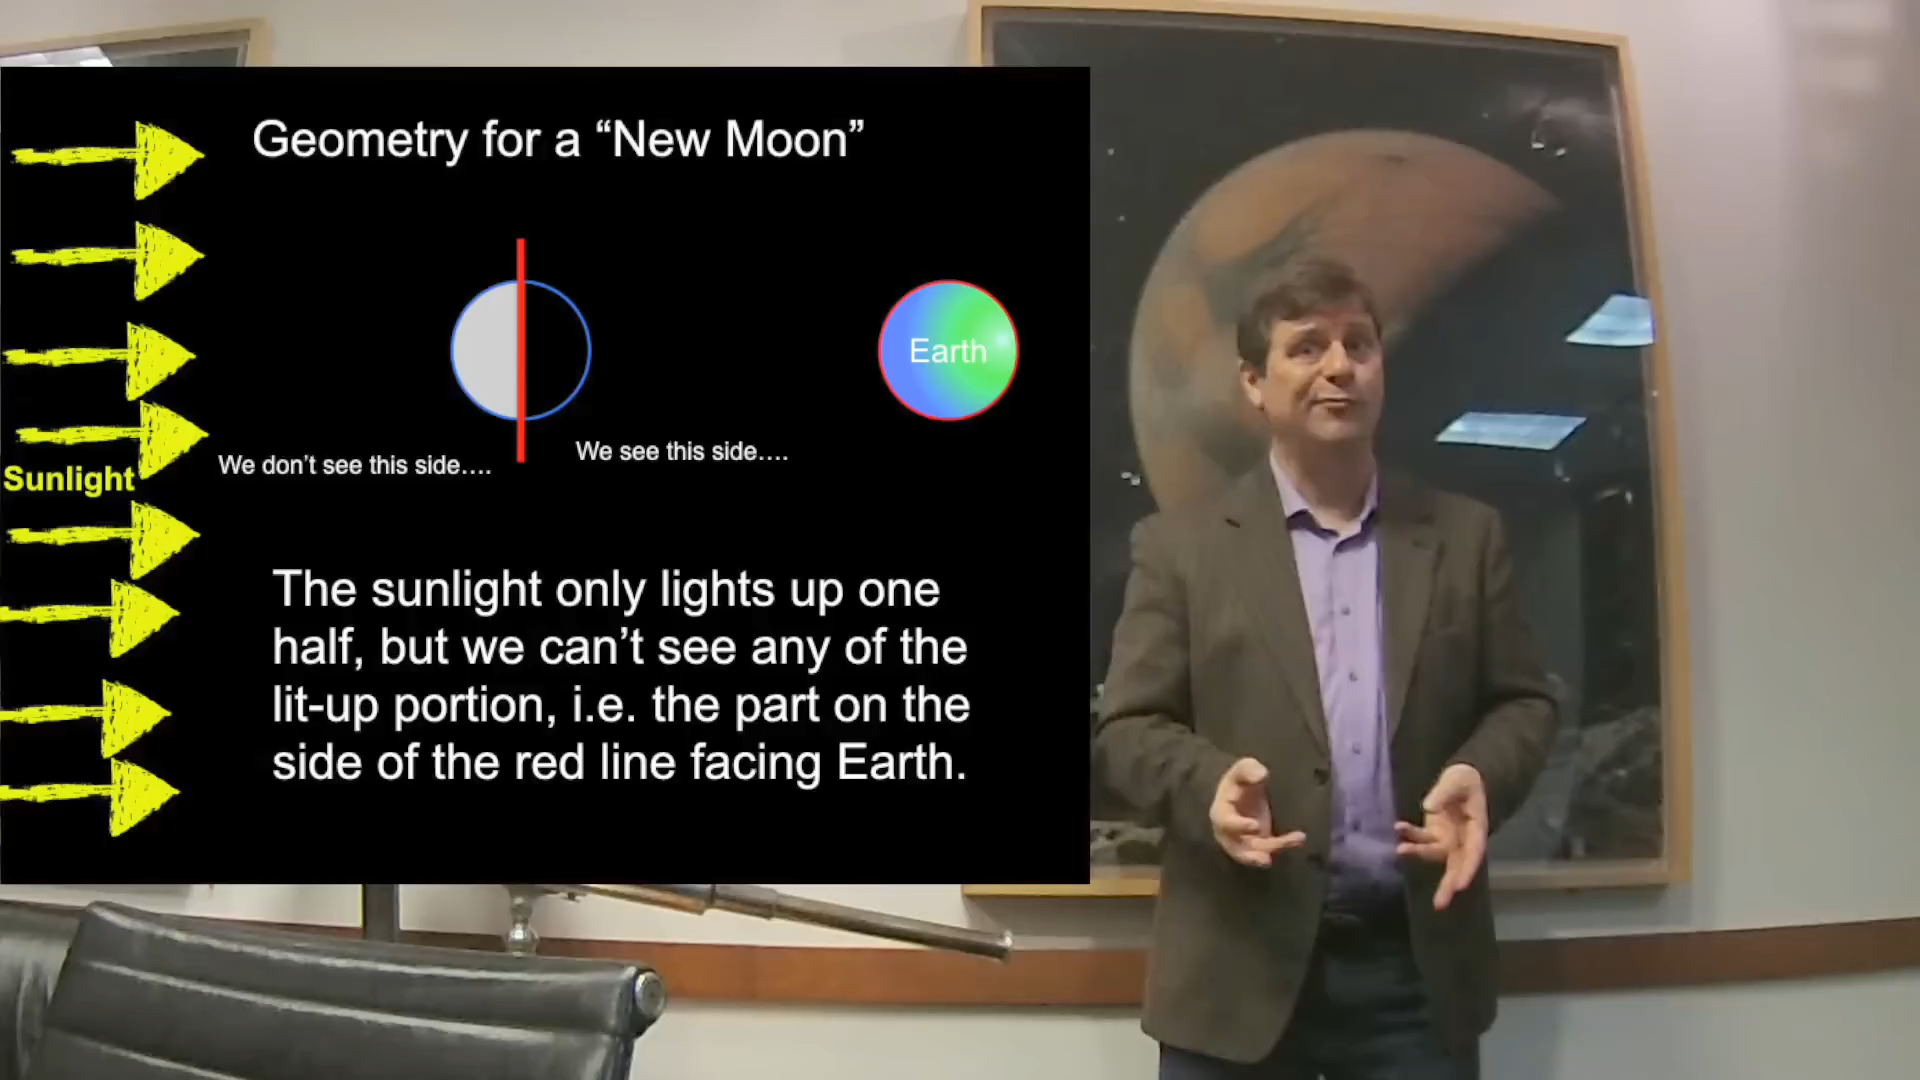 Geometry for a “New Moon”
Earth
We don’t see this side….
We see this side….
Sunlight
The sunlight only lights up one
half, but we can’t see any of the
lit-up portion, i.e. the part on the
side of the red line facing Earth.